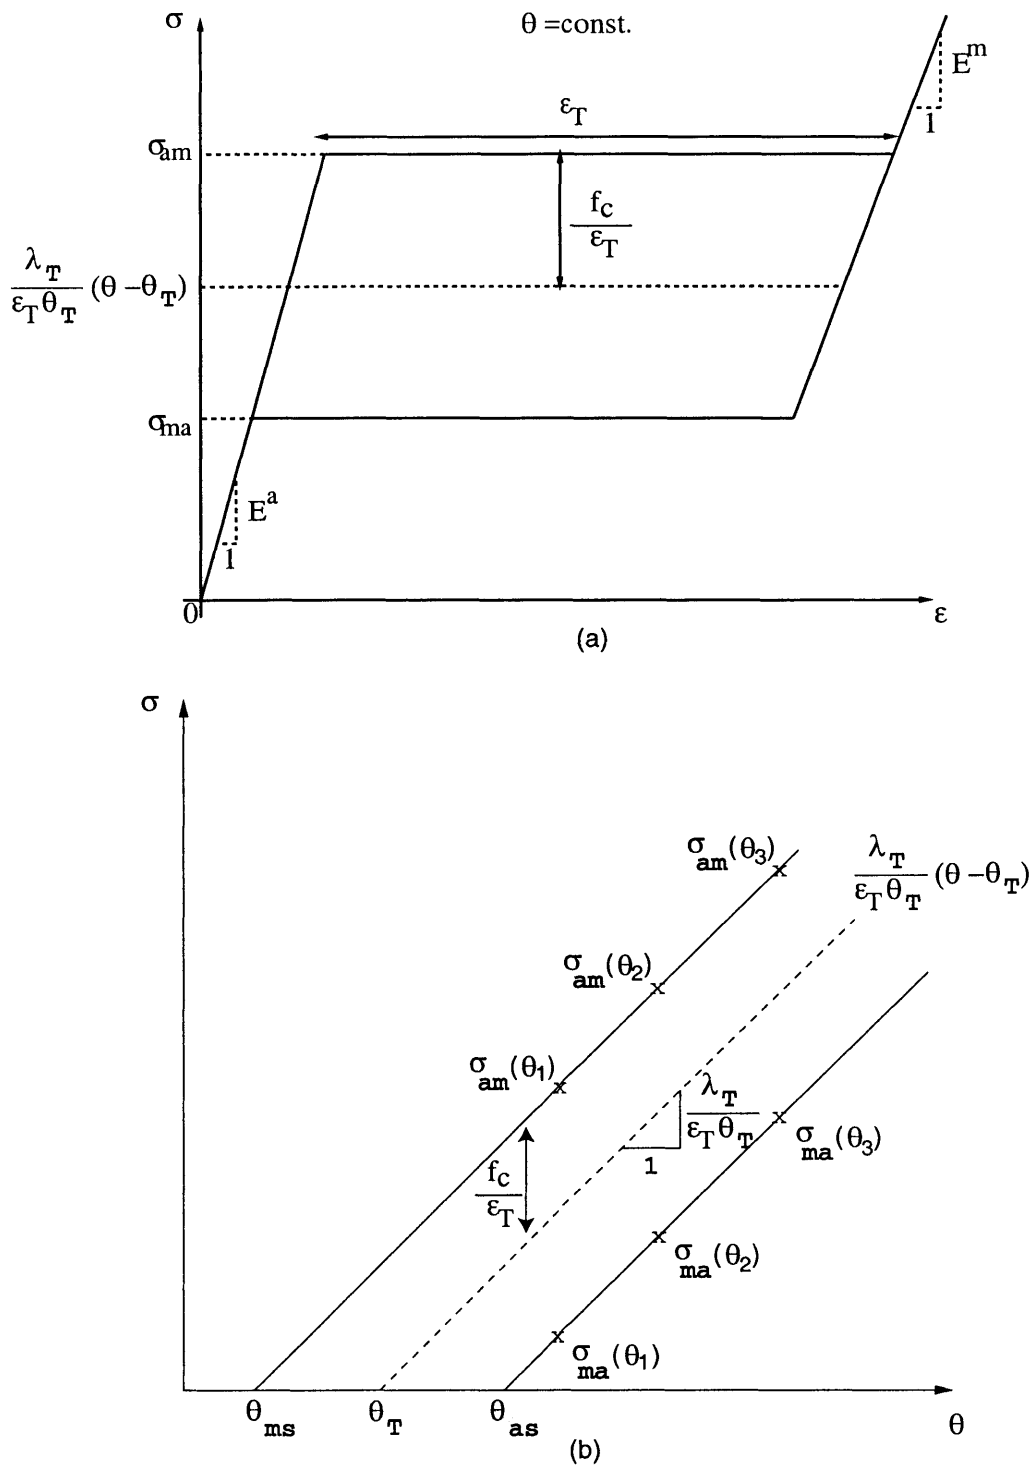 σ
θ =const.
E^m
1
ε_T
σ_am
f_c / ε_T
λ_T / ε_T θ_T (θ –θ_T)
σ_ma
E^a
1
0
ε
(a)
σ
σ_am(θ_3)
λ_T / ε_T θ_T (θ –θ_T)
σ_am(θ_2)
σ_am(θ_1)
λ_T / ε_T θ_T
1
σ_ma(θ_3)
f_c / ε_T
σ_ma(θ_2)
σ_ma(θ_1)
θ_ms
θ_T
θ_as
θ
(b)